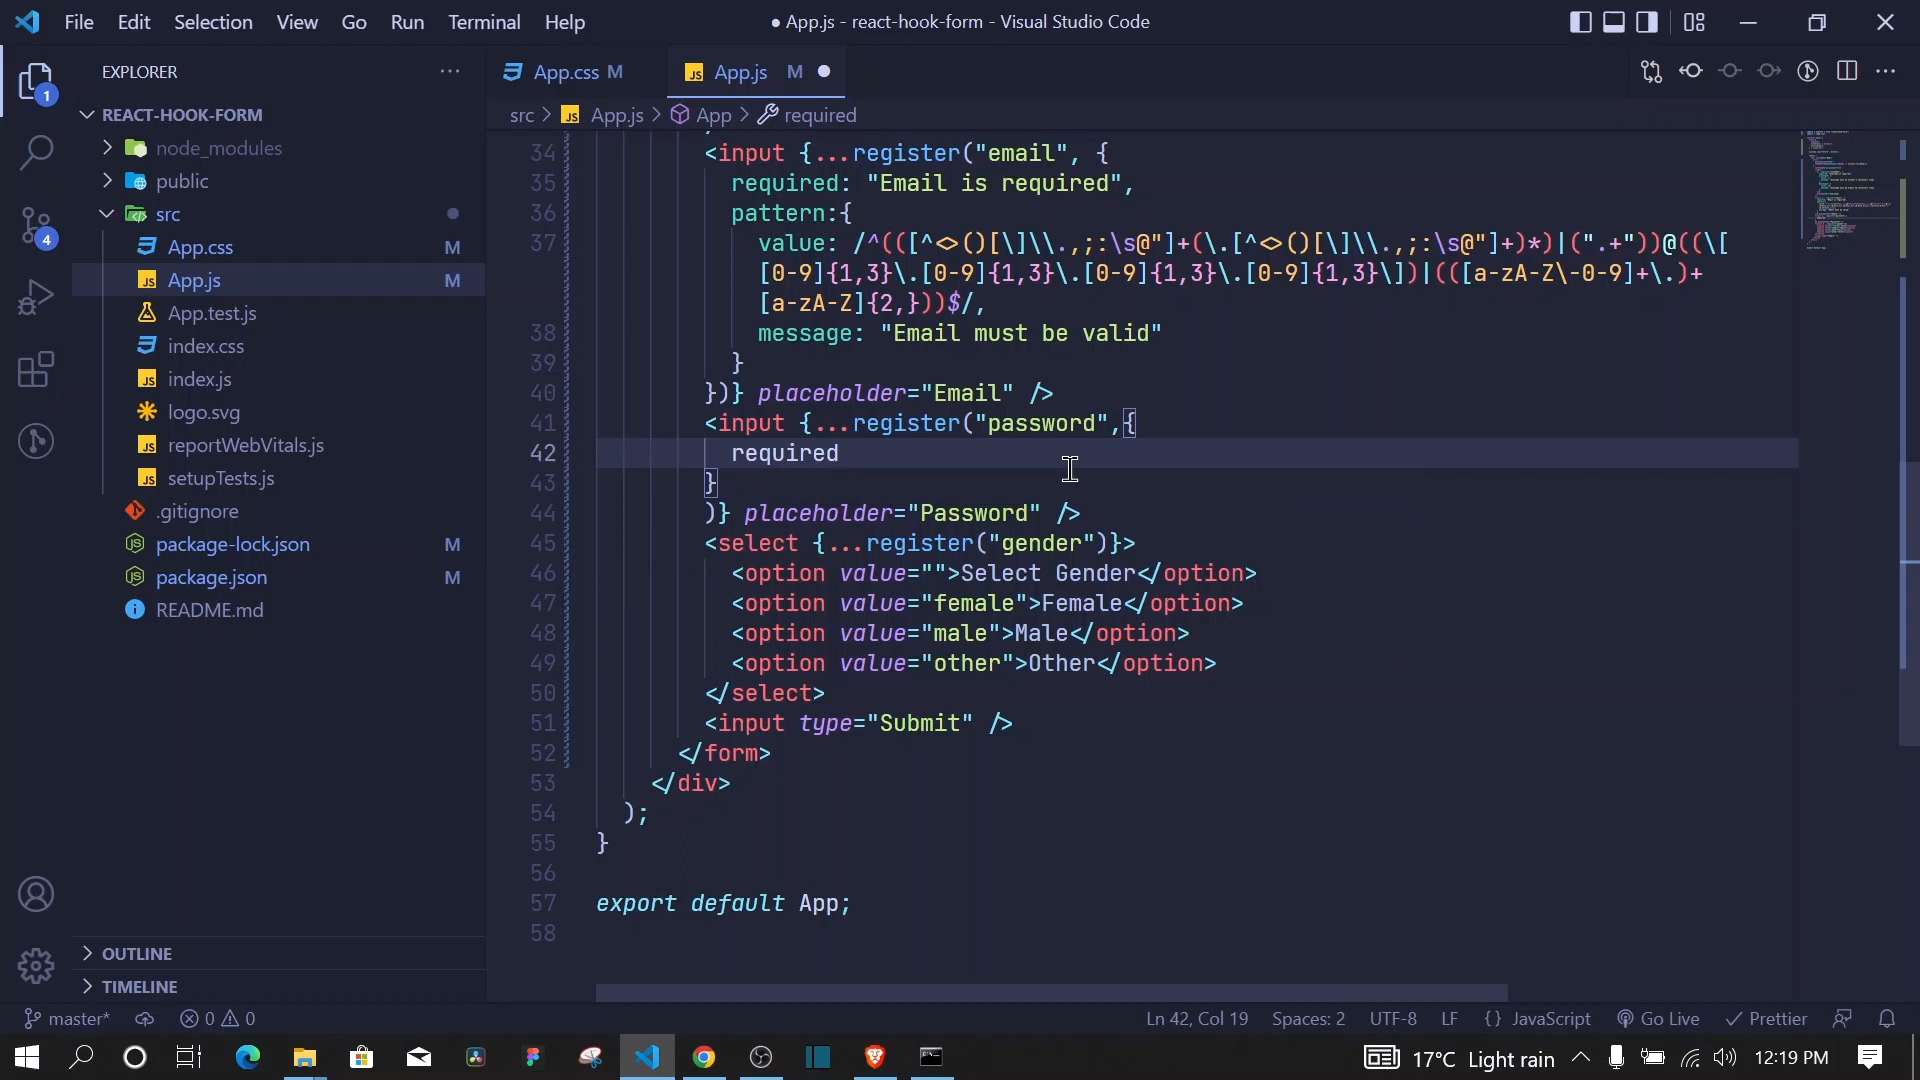 File Edit Selection View Go Run Terminal Help
● App.js - react-hook-form - Visual Studio Code
EXPLORER
App.css M
JS App.js M
src > JS App.js > App > required
REACT-HOOK-FORM
node_modules
public
src
App.css M
JS App.js M
App.test.js
index.css
JS index.js
logo.svg
JS reportWebVitals.js
JS setupTests.js
.gitignore
package-lock.json M
package.json M
README.md
OUTLINE
TIMELINE
1
4
34 <input {...register("email", {
35 required: "Email is required",
36 pattern:{
37 value: /^(([^<>()[\]\\.,;:\s@"]+(\.[^<>()[\]\\.,;:\s@"]+)*)|(".+"))@((\[
[0-9]{1,3}\.[0-9]{1,3}\.[0-9]{1,3}\.[0-9]{1,3}\])|(([a-zA-Z\-0-9]+\.)+
[a-zA-Z]{2,}))$/,
38 message: "Email must be valid"
39 }
40 })} placeholder="Email" />
41 <input {...register("password",{
42 required
43 }
44 )} placeholder="Password" />
45 <select {...register("gender")}>
46 <option value="">Select Gender</option>
47 <option value="female">Female</option>
48 <option value="male">Male</option>
49 <option value="other">Other</option>
50 </select>
51 <input type="Submit" />
52 </form>
53 </div>
54 );
55 }
56
57 export default App;
58
master* 0 0 Ln 42, Col 19 Spaces: 2 UTF-8 LF {} JavaScript Go Live Prettier
17°C Light rain 12:19 PM